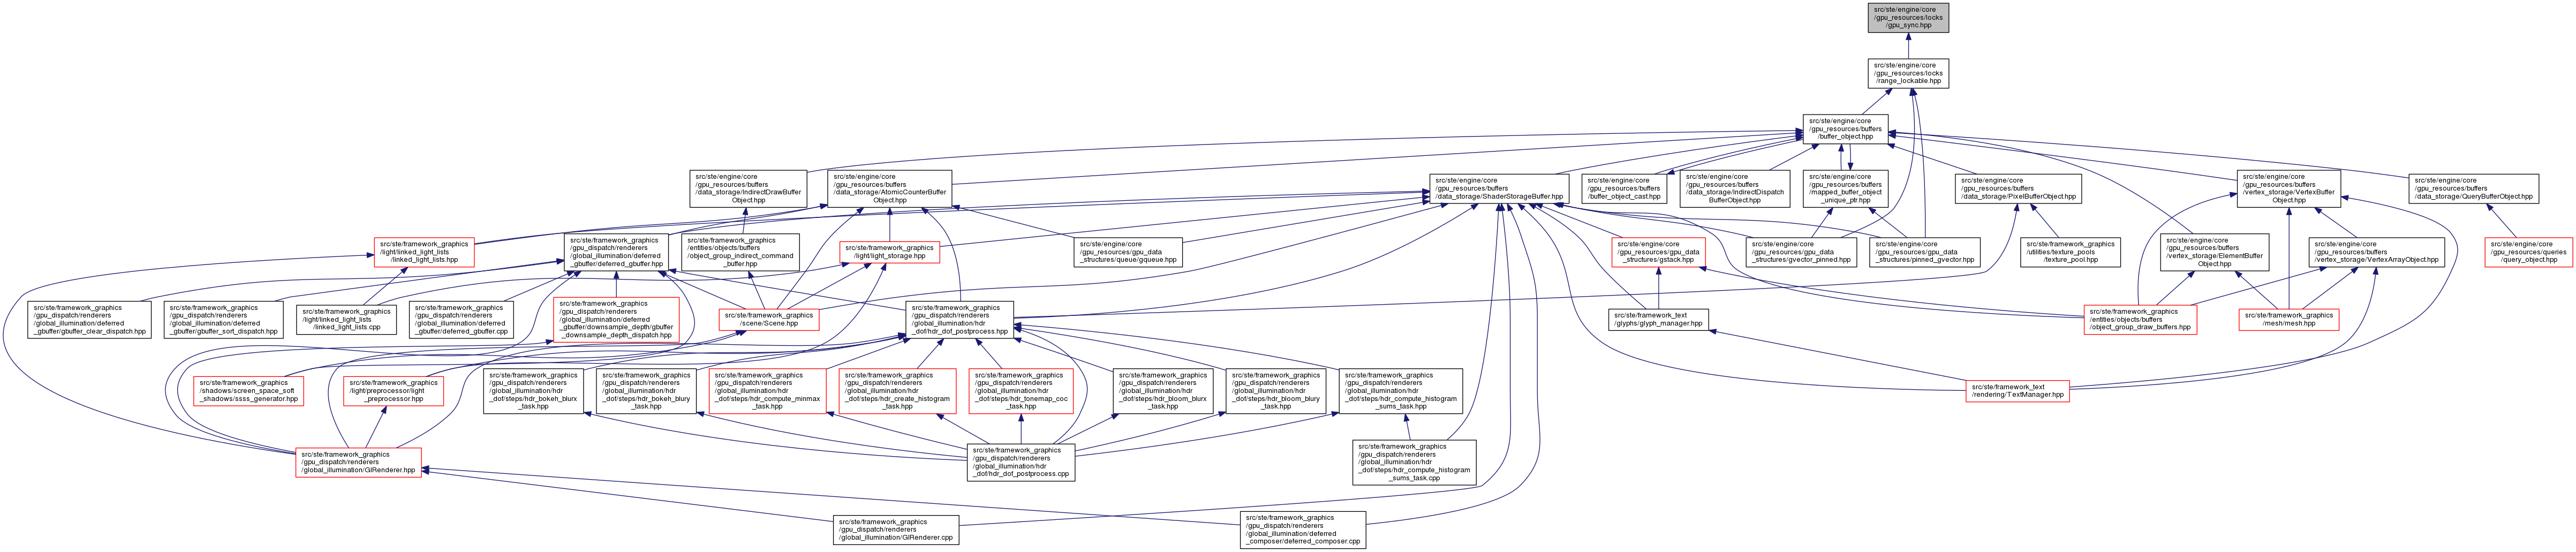 src/ste/engine/core
/gpu_resources/locks
/gpu_sync.hpp
src/ste/engine/core
/gpu_resources/locks
/range_lockable.hpp
src/ste/engine/core
/gpu_resources/buffers
/buffer_object.hpp
src/ste/engine/core
/gpu_resources/buffers
/data_storage/IndirectDrawBuffer
Object.hpp
src/ste/engine/core
/gpu_resources/buffers
/data_storage/AtomicCounterBuffer
Object.hpp
src/ste/engine/core
/gpu_resources/buffers
/data_storage/ShaderStorageBuffer.hpp
src/ste/engine/core
/gpu_resources/buffers
/buffer_object_cast.hpp
src/ste/engine/core
/gpu_resources/buffers
/data_storage/IndirectDispatch
BufferObject.hpp
src/ste/engine/core
/gpu_resources/buffers
/mapped_buffer_object
_unique_ptr.hpp
src/ste/engine/core
/gpu_resources/buffers
/data_storage/PixelBufferObject.hpp
src/ste/engine/core
/gpu_resources/buffers
/vertex_storage/VertexBuffer
Object.hpp
src/ste/engine/core
/gpu_resources/buffers
/data_storage/QueryBufferObject.hpp
src/ste/framework_graphics
/light/linked_light_lists
/linked_light_lists.hpp
src/ste/framework_graphics
/gpu_dispatch/renderers
/global_illumination/deferred
_gbuffer/deferred_gbuffer.hpp
src/ste/framework_graphics
/entities/objects/buffers
/object_group_indirect_command
_buffer.hpp
src/ste/framework_graphics
/light/light_storage.hpp
src/ste/engine/core
/gpu_resources/gpu_data
_structures/queue/gqueue.hpp
src/ste/engine/core
/gpu_resources/gpu_data
_structures/gstack.hpp
src/ste/engine/core
/gpu_resources/gpu_data
_structures/gvector_pinned.hpp
src/ste/engine/core
/gpu_resources/gpu_data
_structures/pinned_gvector.hpp
src/ste/framework_graphics
/utilities/texture_pools
/texture_pool.hpp
src/ste/engine/core
/gpu_resources/buffers
/vertex_storage/ElementBuffer
Object.hpp
src/ste/engine/core
/gpu_resources/buffers
/vertex_storage/VertexArrayObject.hpp
src/ste/engine/core
/gpu_resources/queries
/query_object.hpp
src/ste/framework_graphics
/gpu_dispatch/renderers
/global_illumination/deferred
_gbuffer/gbuffer_clear_dispatch.hpp
src/ste/framework_graphics
/gpu_dispatch/renderers
/global_illumination/deferred
_gbuffer/gbuffer_sort_dispatch.hpp
src/ste/framework_graphics
/light/linked_light_lists
/linked_light_lists.cpp
src/ste/framework_graphics
/gpu_dispatch/renderers
/global_illumination/deferred
_gbuffer/deferred_gbuffer.cpp
src/ste/framework_graphics
/gpu_dispatch/renderers
/global_illumination/deferred
_gbuffer/downsample_depth/gbuffer
_downsample_depth_dispatch.hpp
src/ste/framework_graphics
/scene/Scene.hpp
src/ste/framework_graphics
/gpu_dispatch/renderers
/global_illumination/hdr
_dof/hdr_dof_postprocess.hpp
src/ste/framework_text
/glyphs/glyph_manager.hpp
src/ste/framework_graphics
/entities/objects/buffers
/object_group_draw_buffers.hpp
src/ste/framework_graphics
/mesh/mesh.hpp
src/ste/framework_graphics
/shadows/screen_space_soft
_shadows/ssss_generator.hpp
src/ste/framework_graphics
/light/preprocessor/light
_preprocessor.hpp
src/ste/framework_graphics
/gpu_dispatch/renderers
/global_illumination/hdr
_dof/steps/hdr_bokeh_blurx
_task.hpp
src/ste/framework_graphics
/gpu_dispatch/renderers
/global_illumination/hdr
_dof/steps/hdr_bokeh_blury
_task.hpp
src/ste/framework_graphics
/gpu_dispatch/renderers
/global_illumination/hdr
_dof/steps/hdr_compute_minmax
_task.hpp
src/ste/framework_graphics
/gpu_dispatch/renderers
/global_illumination/hdr
_dof/steps/hdr_create_histogram
_task.hpp
src/ste/framework_graphics
/gpu_dispatch/renderers
/global_illumination/hdr
_dof/steps/hdr_tonemap_coc
_task.hpp
src/ste/framework_graphics
/gpu_dispatch/renderers
/global_illumination/hdr
_dof/steps/hdr_bloom_blurx
_task.hpp
src/ste/framework_graphics
/gpu_dispatch/renderers
/global_illumination/hdr
_dof/steps/hdr_bloom_blury
_task.hpp
src/ste/framework_graphics
/gpu_dispatch/renderers
/global_illumination/hdr
_dof/steps/hdr_compute_histogram
_sums_task.hpp
src/ste/framework_text
/rendering/TextManager.hpp
src/ste/framework_graphics
/gpu_dispatch/renderers
/global_illumination/GIRenderer.hpp
src/ste/framework_graphics
/gpu_dispatch/renderers
/global_illumination/hdr
_dof/hdr_dof_postprocess.cpp
src/ste/framework_graphics
/gpu_dispatch/renderers
/global_illumination/hdr
_dof/steps/hdr_compute_histogram
_sums_task.cpp
src/ste/framework_graphics
/gpu_dispatch/renderers
/global_illumination/GIRenderer.cpp
src/ste/framework_graphics
/gpu_dispatch/renderers
/global_illumination/deferred
_composer/deferred_composer.cpp